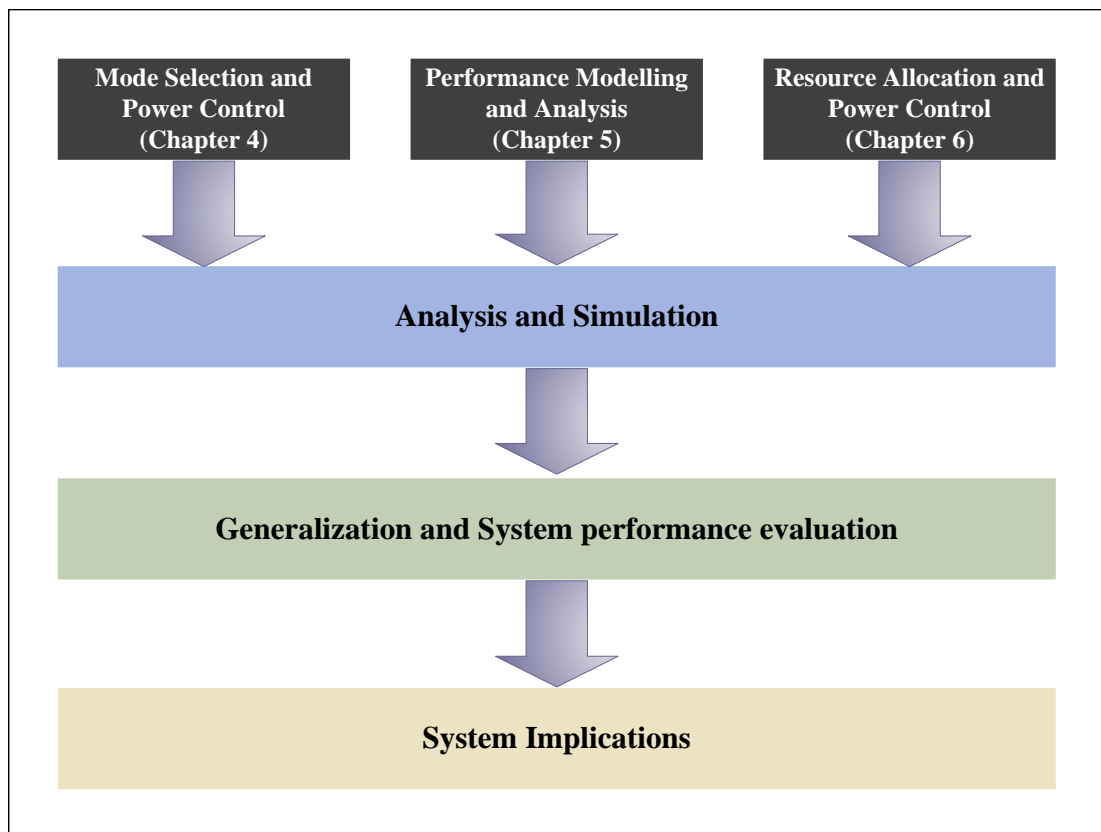 Mode Selection and
Power Control
(Chapter 4)
Performance Modelling
and Analysis
(Chapter 5)
Resource Allocation and
Power Control
(Chapter 6)
Analysis and Simulation
Generalization and System performance evaluation
System Implications